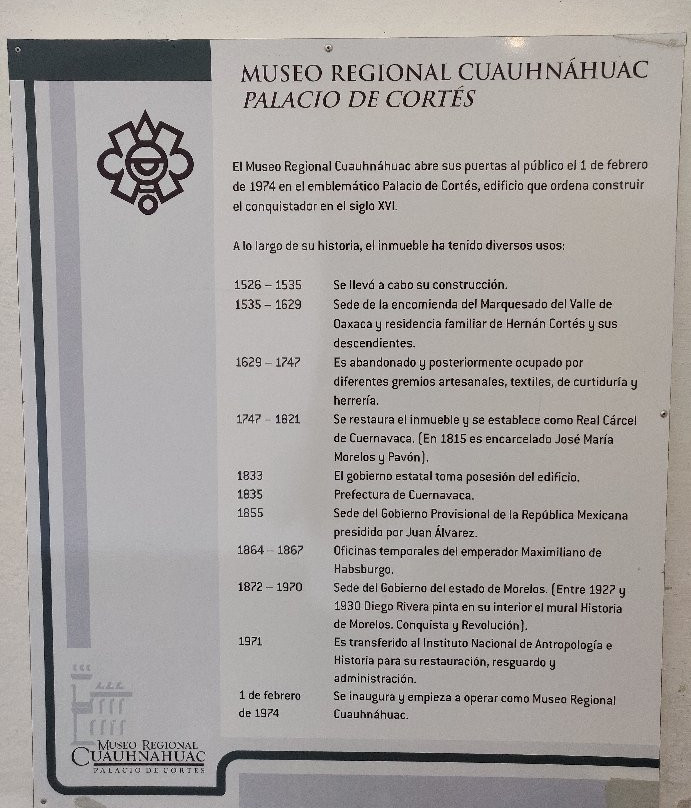 MUSEO REGIONAL CUAUHNÁHUAC
PALACIO DE CORTÉS
El Museo Regional Cuauhnáhuac abre sus puertas al público el 1 de febrero
de 1974 en el emblemático Palacio de Cortés, edificio que ordena construir
el conquistador en el siglo XVI.
A lo largo de su historia, el inmueble ha tenido diversos usos:
1526 – 1535 Se llevó a cabo su construcción.
1535 – 1629 Sede de la encomienda del Marquesado del Valle de
Oaxaca y residencia familiar de Hernán Cortés y sus
descendientes.
1629 – 1747 Es abandonado y posteriormente ocupado por
diferentes gremios artesanales, textiles, de curtiduría y
herrería.
1747 – 1821 Se restaura el inmueble y se establece como Real Cárcel
de Cuernavaca. (En 1815 es encarcelado José María
Morelos y Pavón).
1833 El gobierno estatal toma posesión del edificio.
1835 Prefectura de Cuernavaca.
1855 Sede del Gobierno Provisional de la República Mexicana
presidido por Juan Álvarez.
1864 – 1867 Oficinas temporales del emperador Maximiliano de
Habsburgo.
1872 – 1970 Sede del Gobierno del estado de Morelos. (Entre 1927 y
1930 Diego Rivera pinta en su interior el mural Historia
de Morelos. Conquista y Revolución).
1971 Es transferido al Instituto Nacional de Antropología e
Historia para su restauración, resguardo y
administración.
1 de febrero Se inaugura y empieza a operar como Museo Regional
de 1974 Cuauhnáhuac.
MUSEO REGIONAL
CUAUHNAHUAC
PALACIO DE CORTÉS